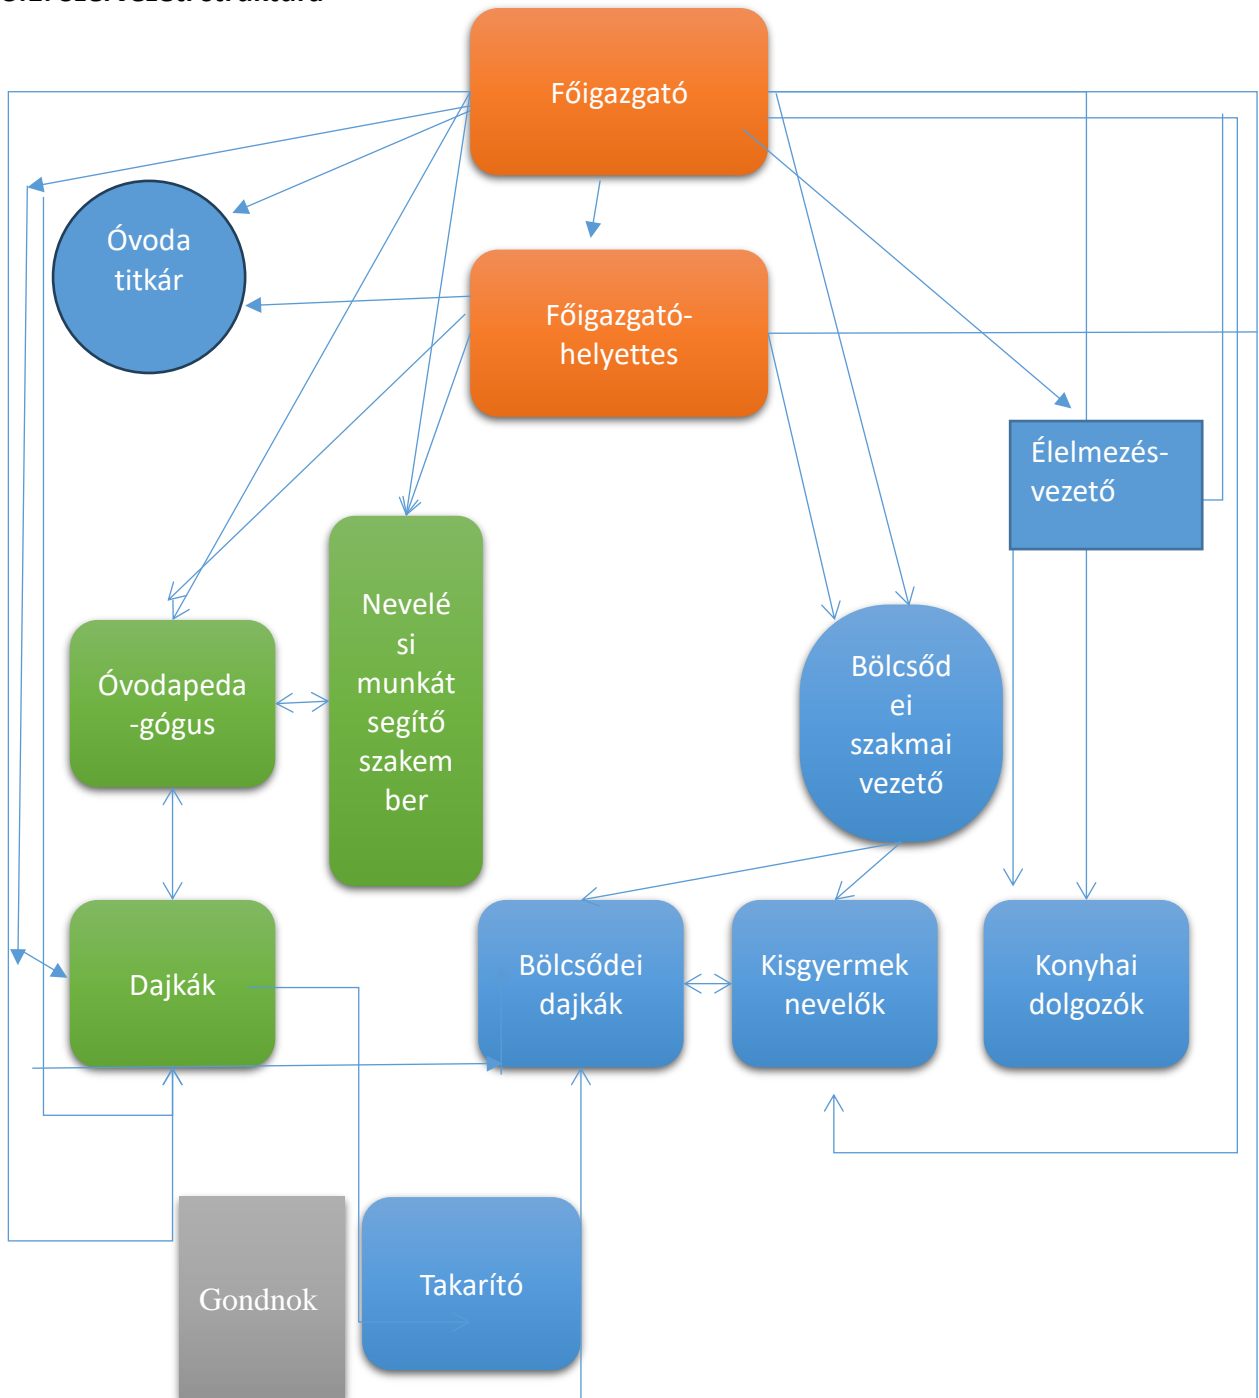 Főigazgató
Óvoda
titkár
Főigazgató-
helyettes
Élelmezés-
vezető
Nevelé
si
munkát
segítő
szakem
ber
Óvodapeda
-gógus
Bölcsőd
ei
szakmai
vezető
Dajkák
Bölcsődei
dajkák
Kisgyermek
nevelők
Konyhai
dolgozók
Gondnok
Takarító